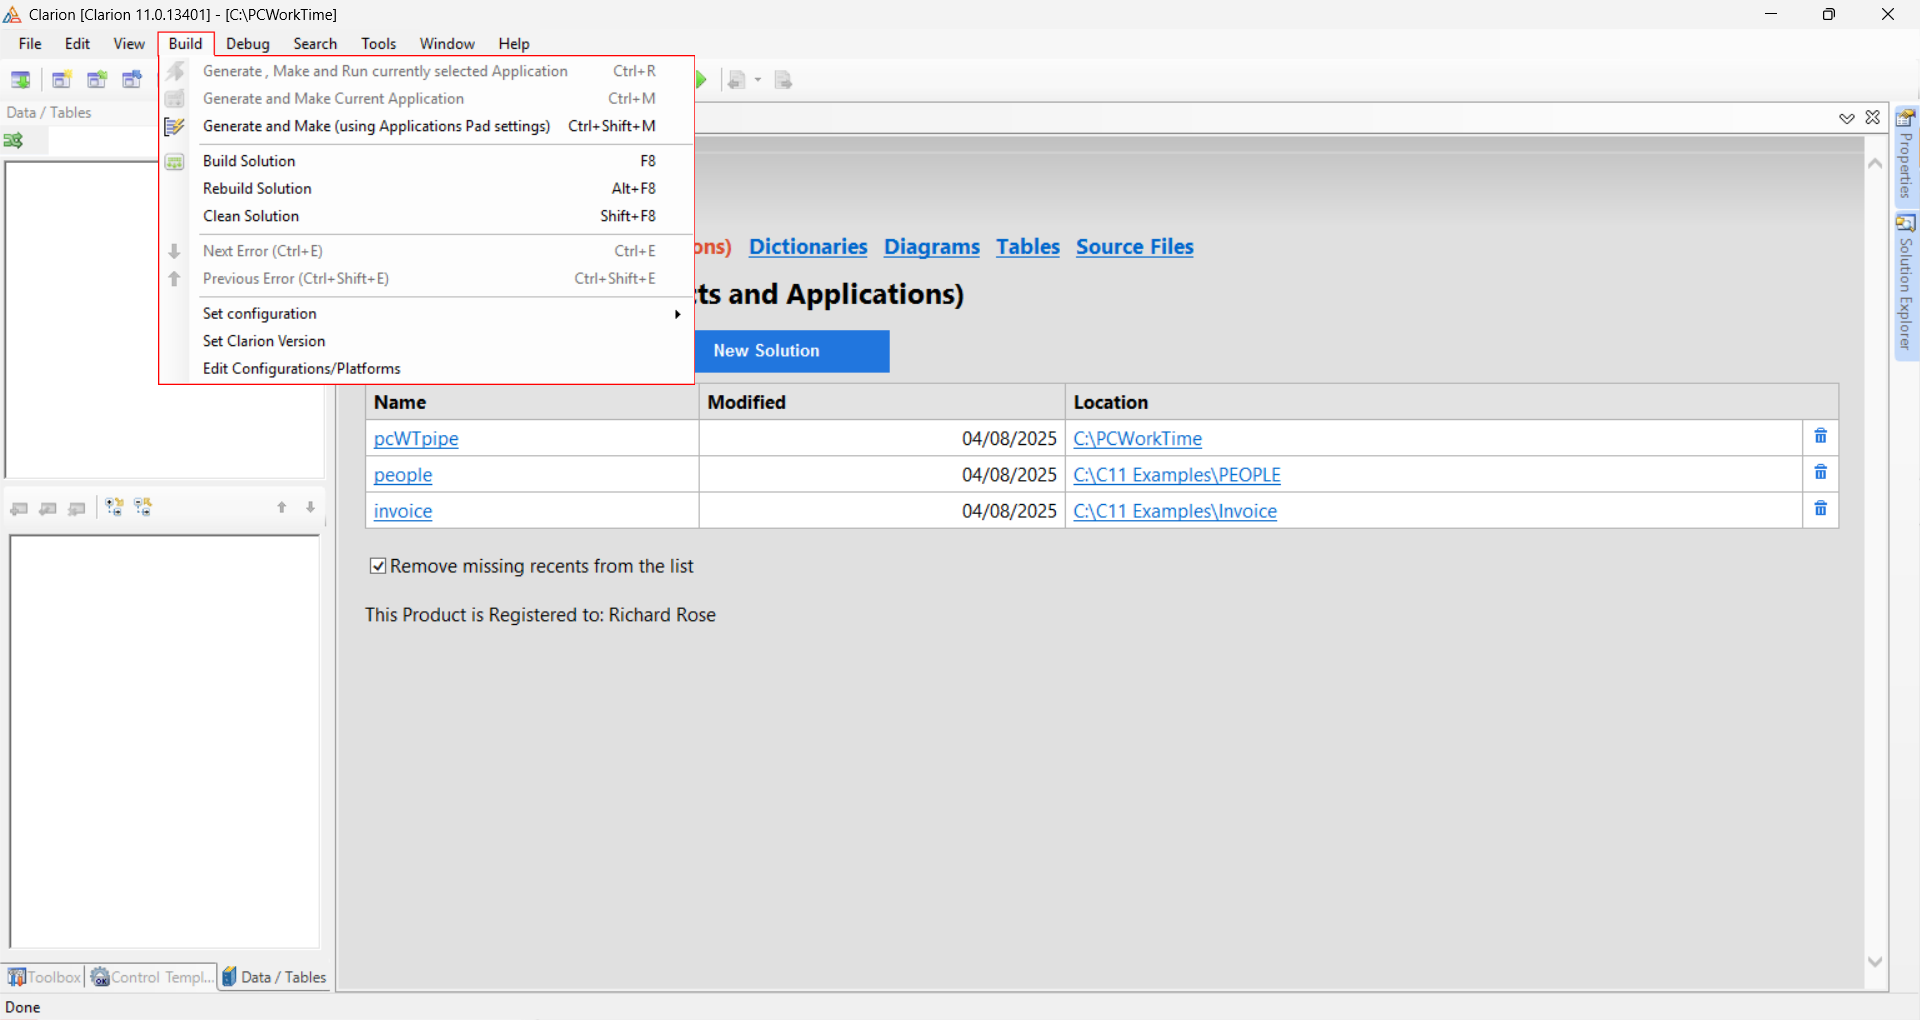 Clarion [Clarion 11.0.13401] - [C:\PCWorkTime]
File Edit View Build Debug Search Tools Window Help
Generate , Make and Run currently selected Application Ctrl+R
Generate and Make Current Application Ctrl+M
Generate and Make (using Applications Pad settings) Ctrl+Shift+M
Build Solution F8
Rebuild Solution Alt+F8
Clean Solution Shift+F8
Next Error (Ctrl+E) Ctrl+E
Previous Error (Ctrl+Shift+E) Ctrl+Shift+E
Set configuration
Set Clarion Version
Edit Configurations/Platforms
Data / Tables
ons) Dictionaries Diagrams Tables Source Files
ts and Applications)
New Solution
Name Modified Location
pcWTpipe 04/08/2025 C:\PCWorkTime
people 04/08/2025 C:\C11 Examples\PEOPLE
invoice 04/08/2025 C:\C11 Examples\Invoice
Remove missing recents from the list
This Product is Registered to: Richard Rose
Properties
Solution Explorer
Toolbox Control Templ... Data / Tables
Done